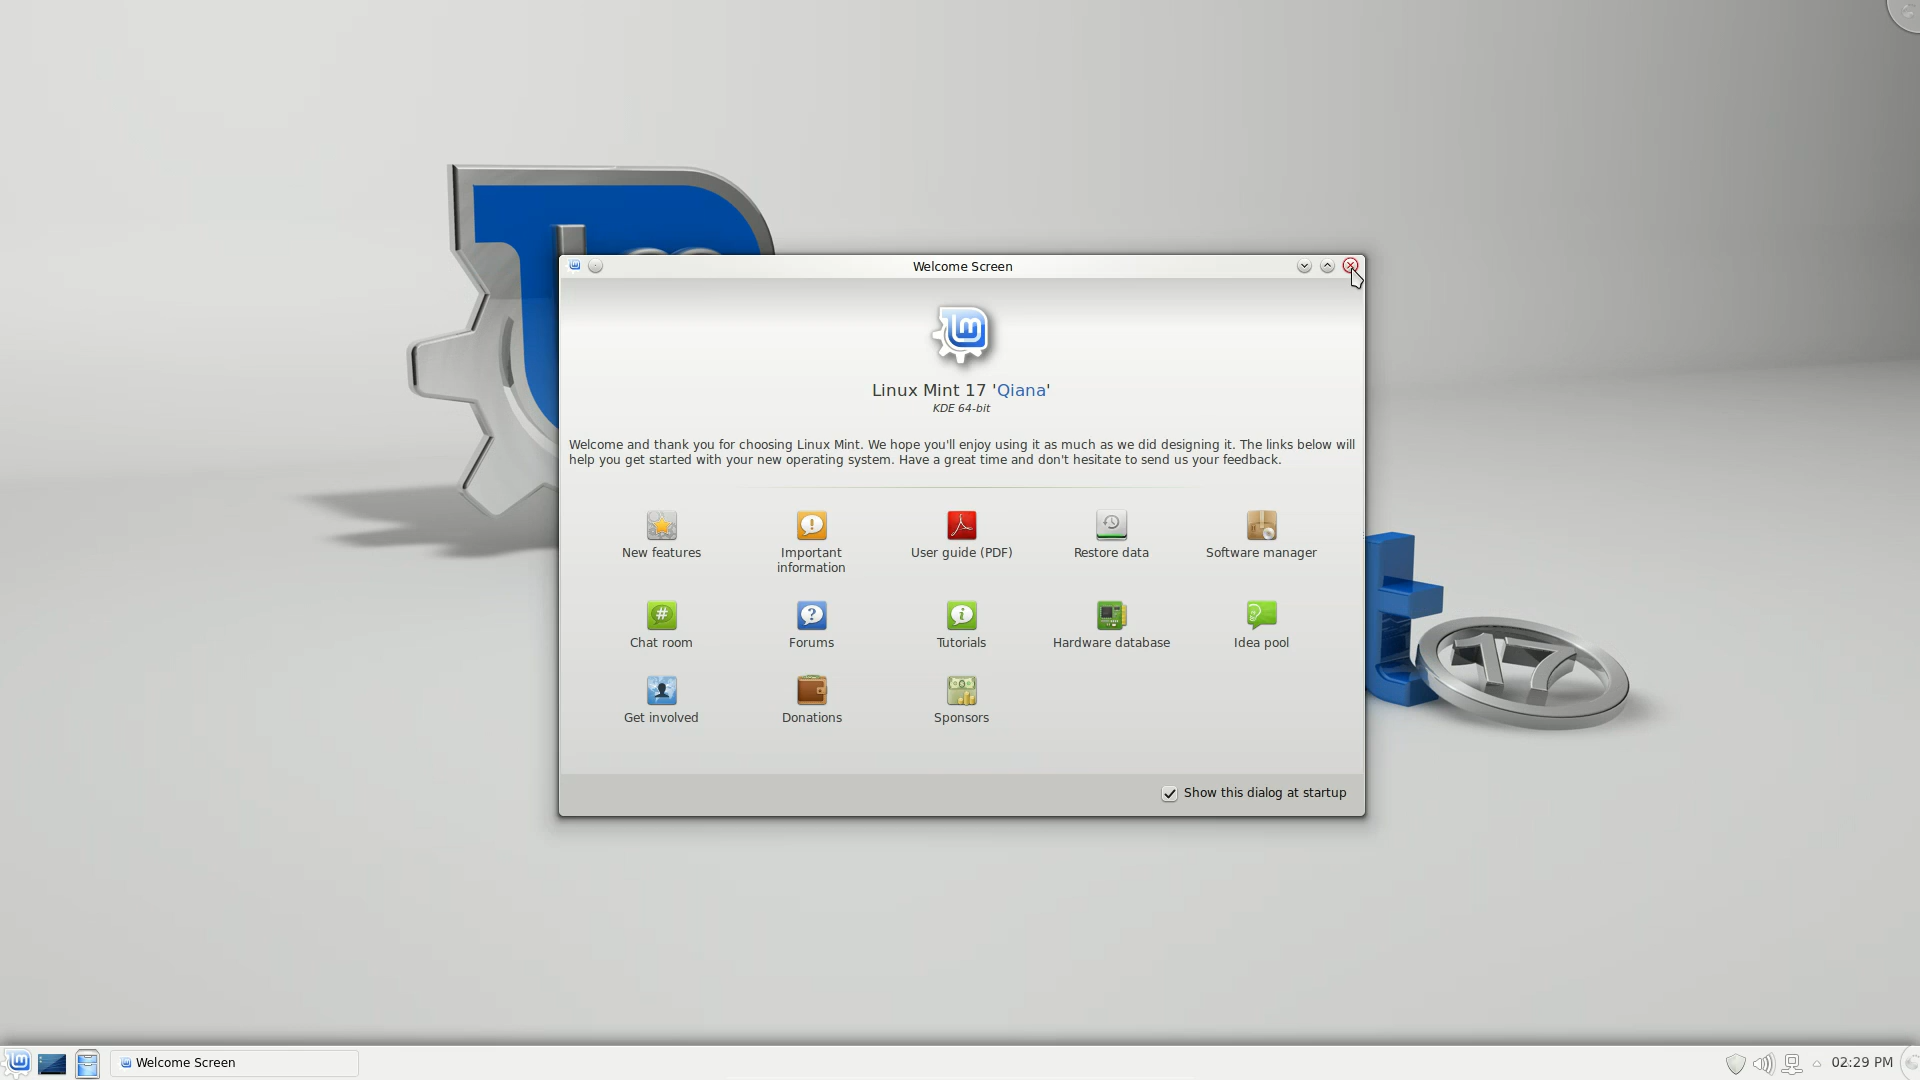 Welcome Screen
Linux Mint 17 'Qiana'
KDE 64-bit
Welcome and thank you for choosing Linux Mint. We hope you'll enjoy using it as much as we did designing it. The links below will
help you get started with your new operating system. Have a great time and don't hesitate to send us your feedback.
New features
Important
information
User guide (PDF)
Restore data
Software manager
Chat room
Forums
Tutorials
Hardware database
Idea pool
Get involved
Donations
Sponsors
17
Show this dialog at startup
Welcome Screen
02:29 PM